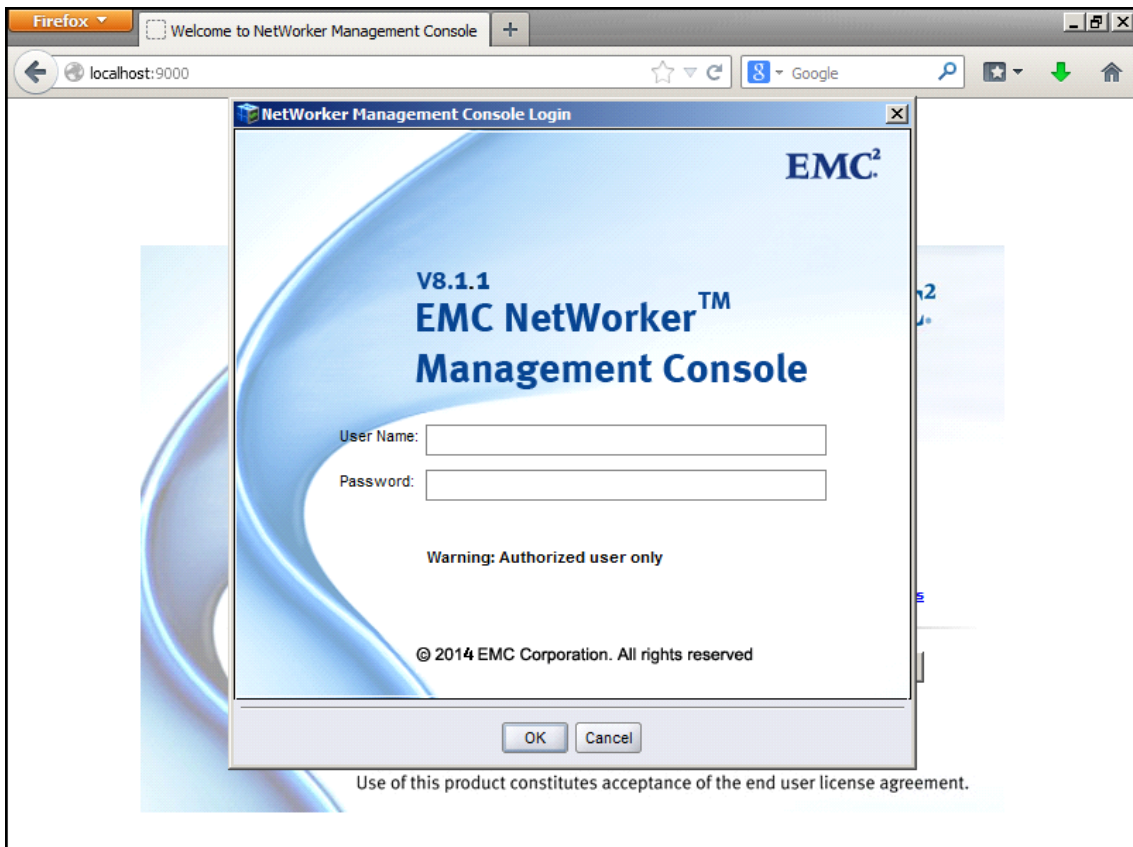 Firefox
Welcome to NetWorker Management Console
localhost:9000
8 Google
NetWorker Management Console Login
EMC²
V8.1.1
EMC NetWorker™
Management Console
User Name:
Password:
Warning: Authorized user only
© 2014 EMC Corporation. All rights reserved
OK Cancel
Use of this product constitutes acceptance of the end user license agreement.